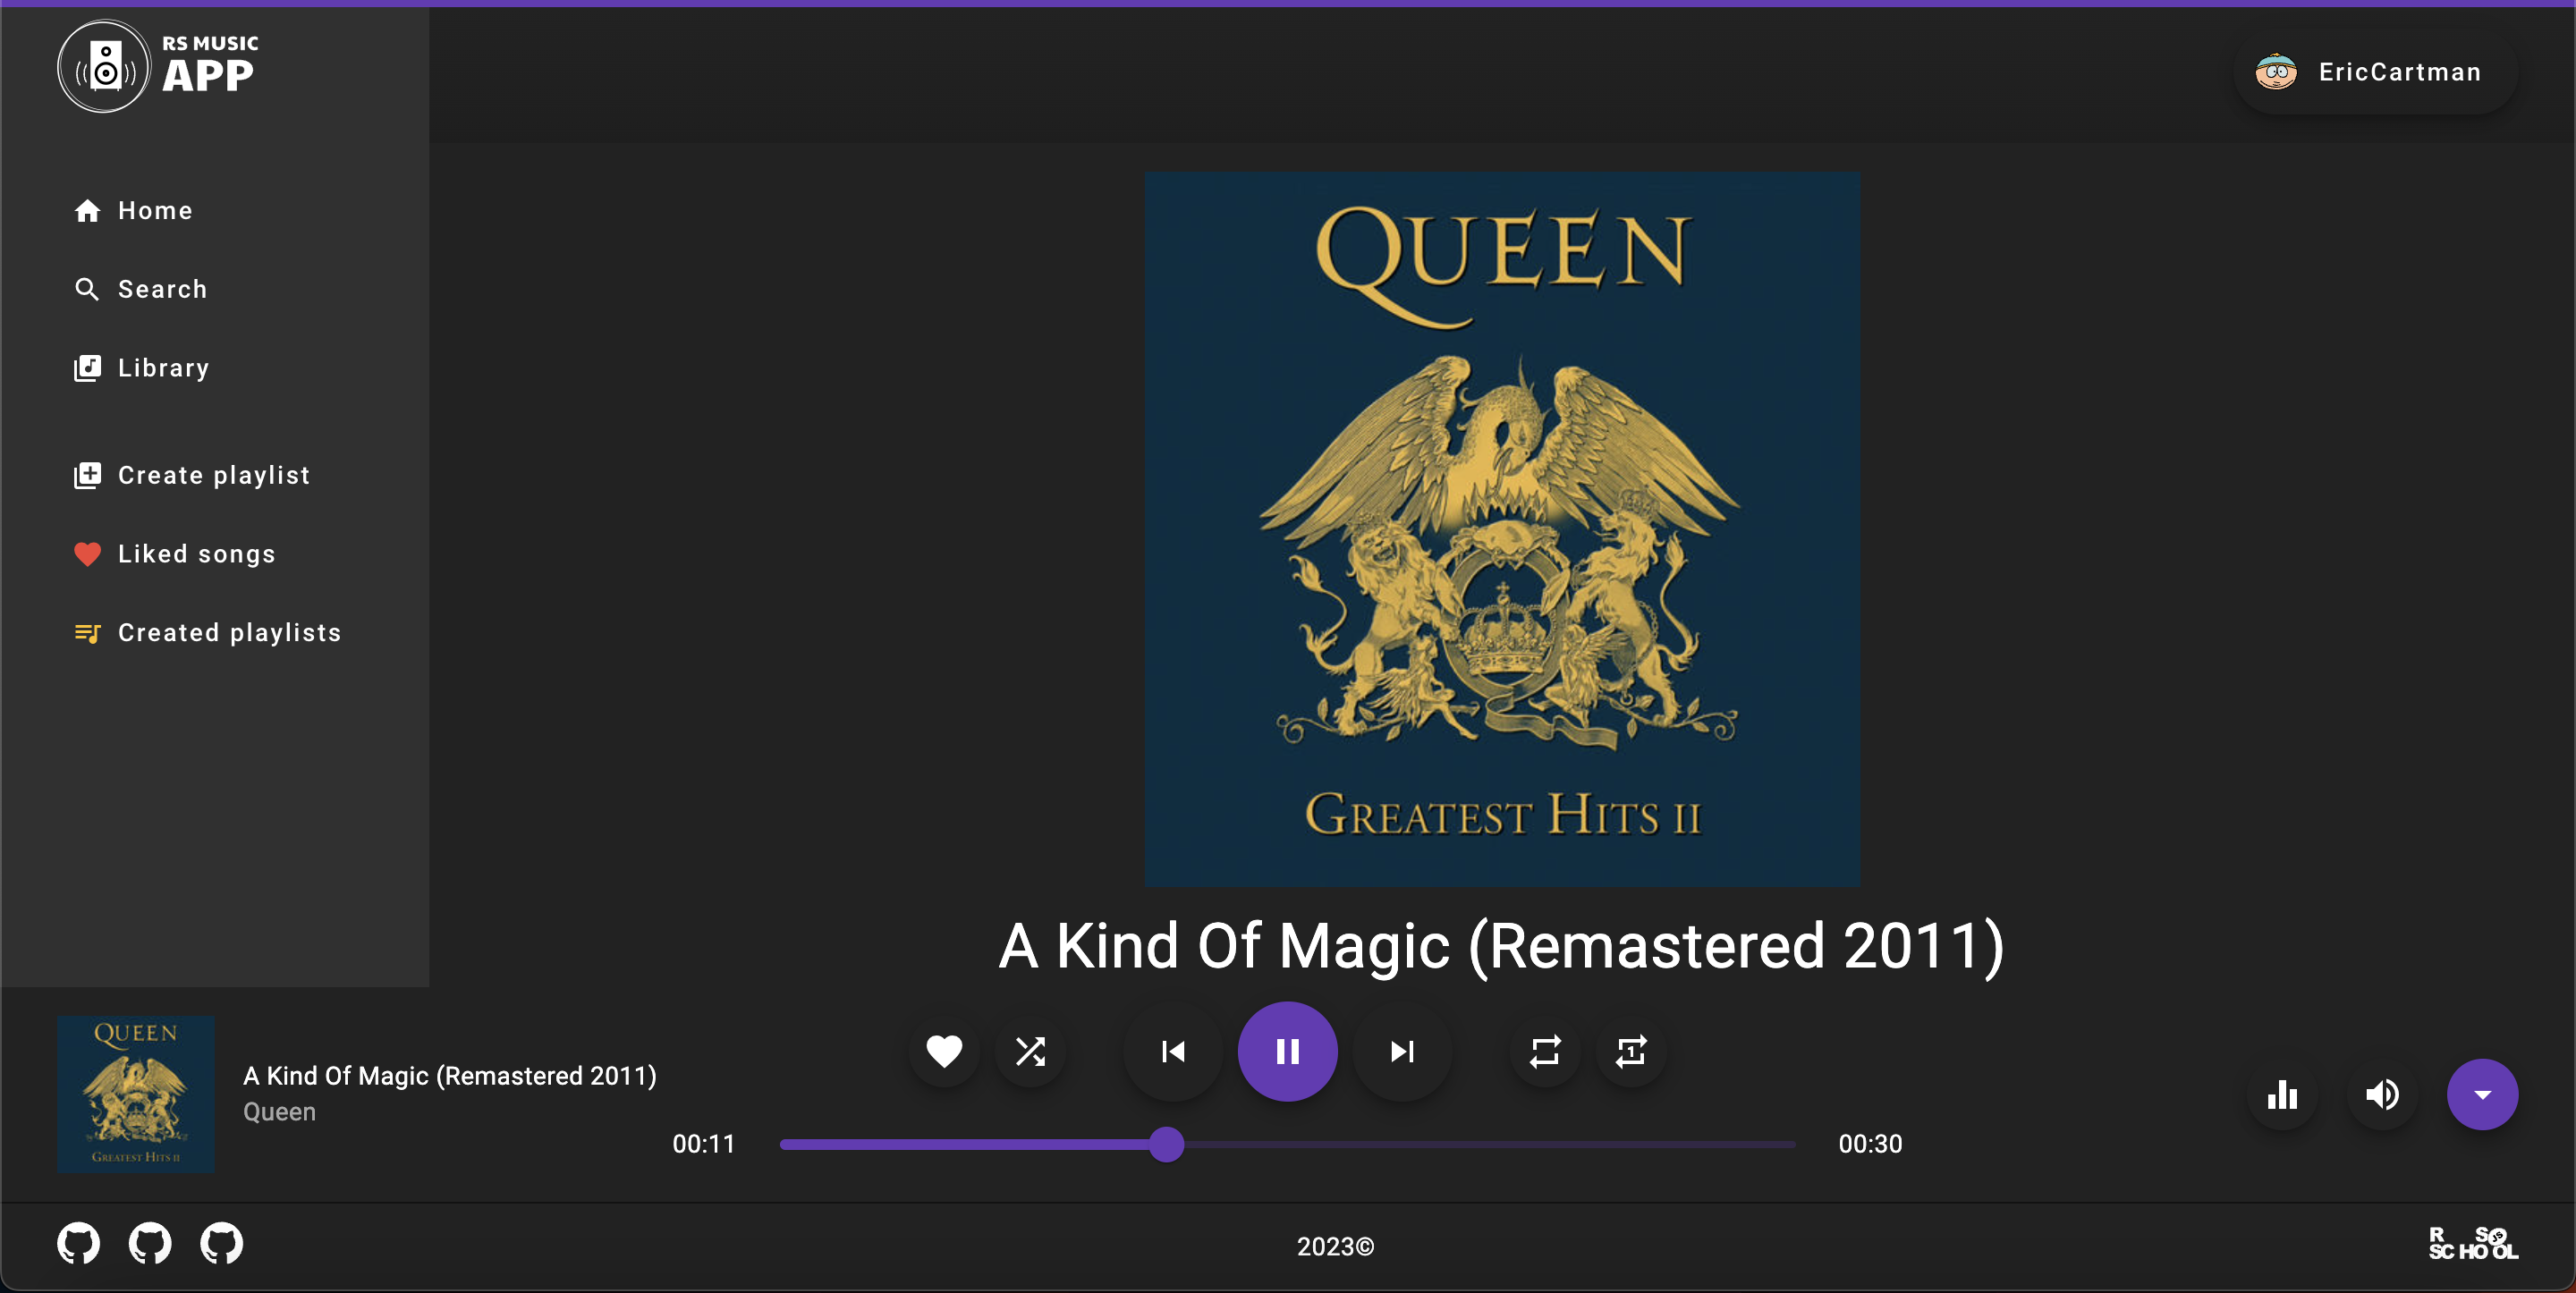 RS MUSIC
APP
EricCartman
Home
Search
Library
Create playlist
Liked songs
Created playlists
QUEEN
GREATEST HITS II
A Kind Of Magic (Remastered 2011)
QUEEN
GREATEST HITS II
A Kind Of Magic (Remastered 2011)
Queen
1
00:11
00:30
2023©
RS
SCHOOL